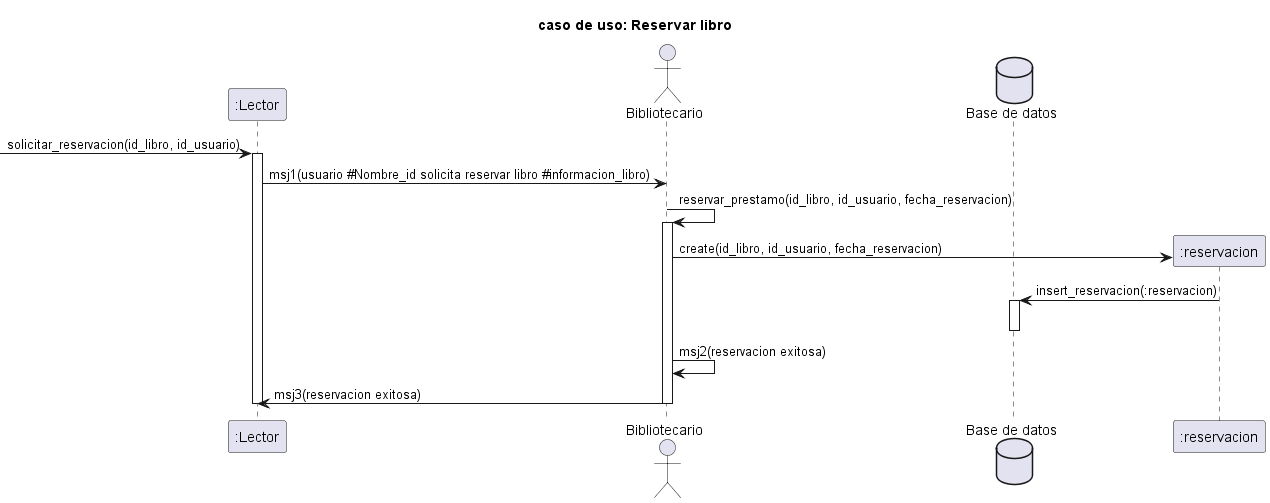 caso de uso: Reservar libro
:Lector
Bibliotecario
Base de datos
solicitar_reservacion(id_libro, id_usuario)
msj1(usuario #Nombre_id solicita reservar libro #informacion_libro)
reservar_prestamo(id_libro, id_usuario, fecha_reservacion)
create(id_libro, id_usuario, fecha_reservacion)
:reservacion
insert_reservacion(:reservacion)
msj2(reservacion exitosa)
msj3(reservacion exitosa)
:Lector
Bibliotecario
Base de datos
:reservacion